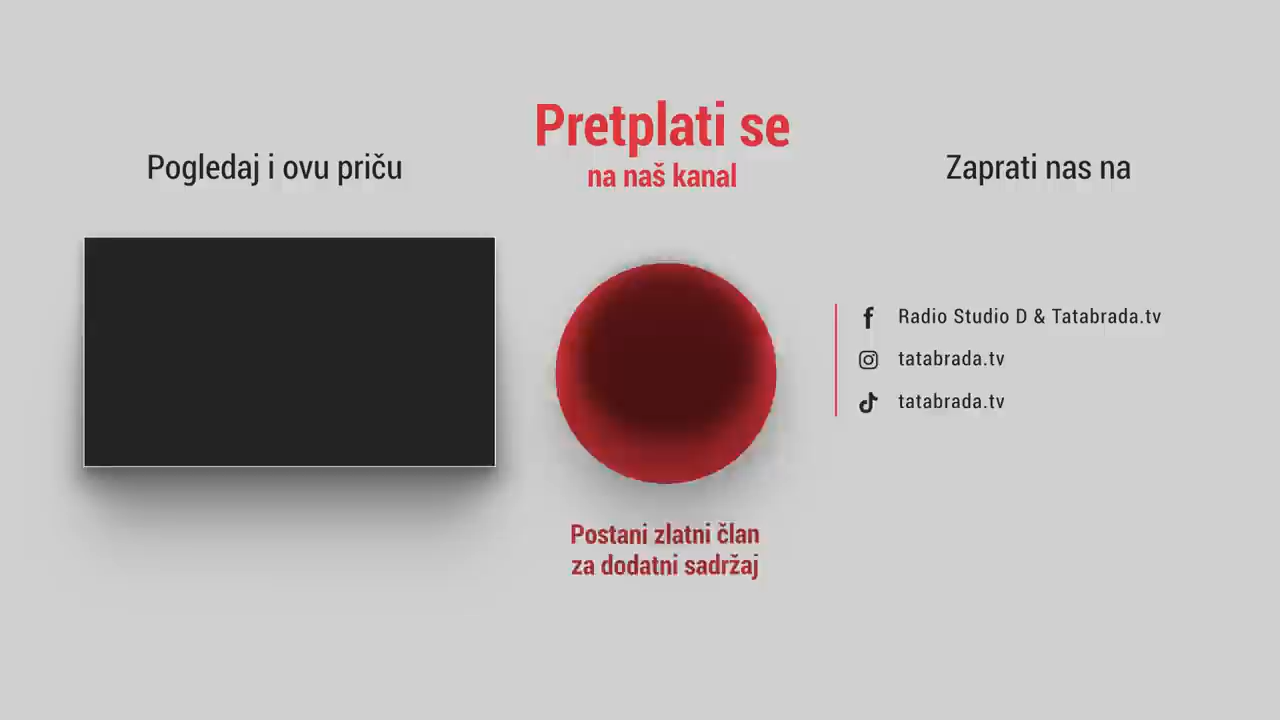 Pogledaj i ovu priču
Pretplati se
na naš kanal
Postani zlatni član
za dodatni sadržaj
Zaprati nas na
Radio Studio D & Tatabrada.tv
tatabrada.tv
tatabrada.tv